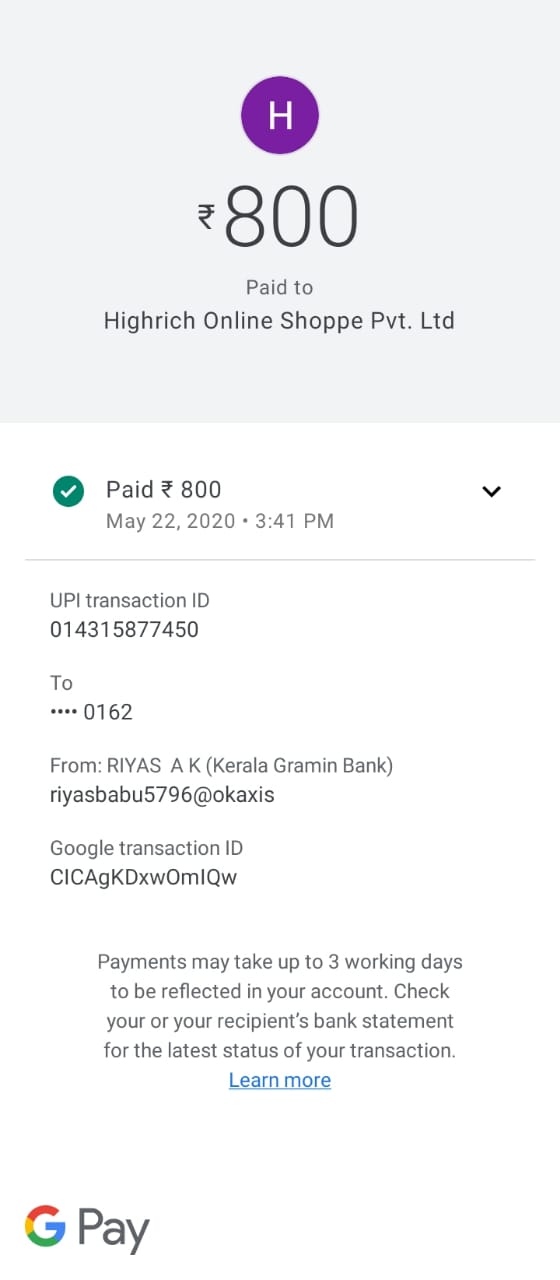 H
₹800
Paid to
Highrich Online Shoppe Pvt. Ltd
Paid ₹ 800
May 22, 2020 • 3:41 PM
UPI transaction ID
014315877450
To
•••• 0162
From: RIYAS  A K (Kerala Gramin Bank)
riyasbabu5796@okaxis
Google transaction ID
CICAgKDxwOmIQw
Payments may take up to 3 working days
to be reflected in your account. Check
your or your recipient’s bank statement
for the latest status of your transaction.
Learn more
G Pay